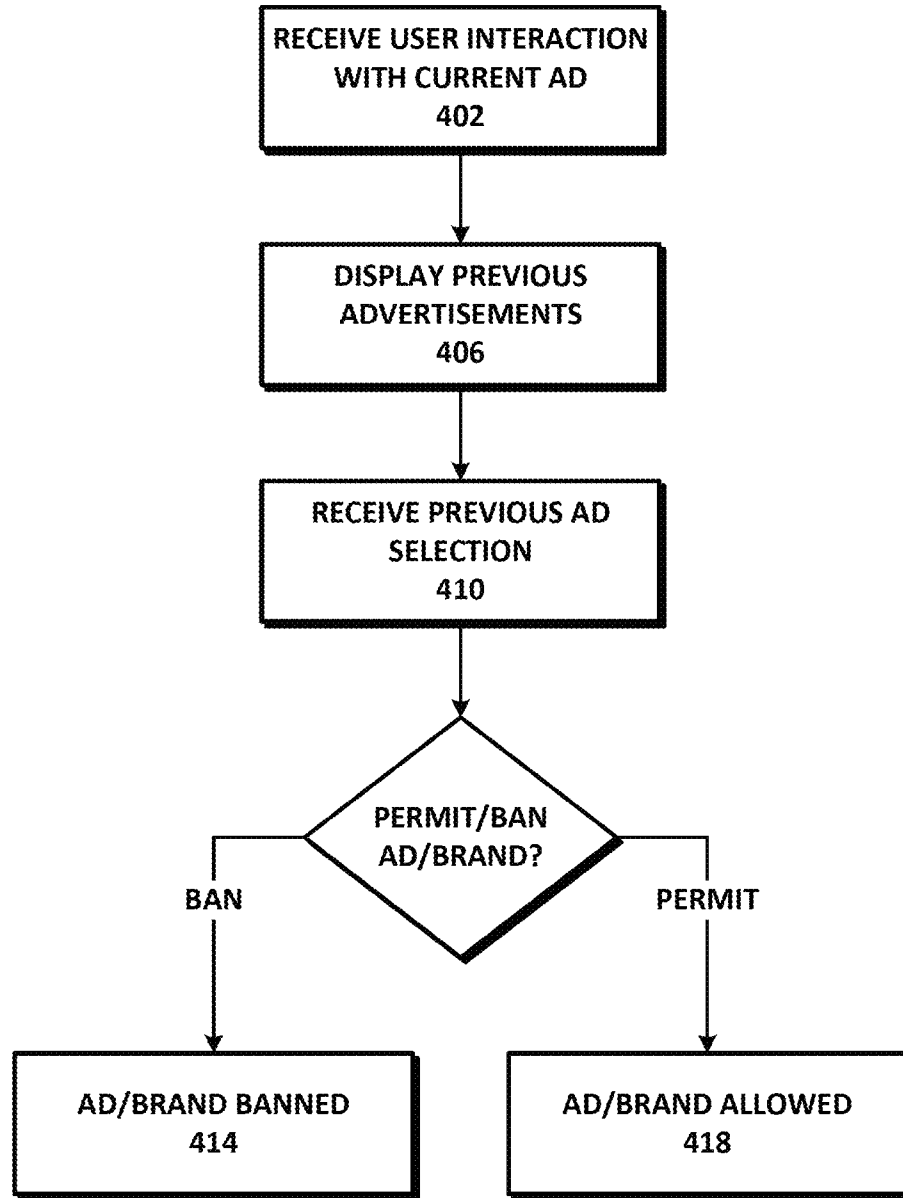 RECEIVE USER INTERACTION
WITH CURRENT AD
402
DISPLAY PREVIOUS
ADVERTISEMENTS
406
RECEIVE PREVIOUS AD
SELECTION
410
PERMIT/BAN
AD/BRAND?
BAN
PERMIT
AD/BRAND BANNED
414
AD/BRAND ALLOWED
418